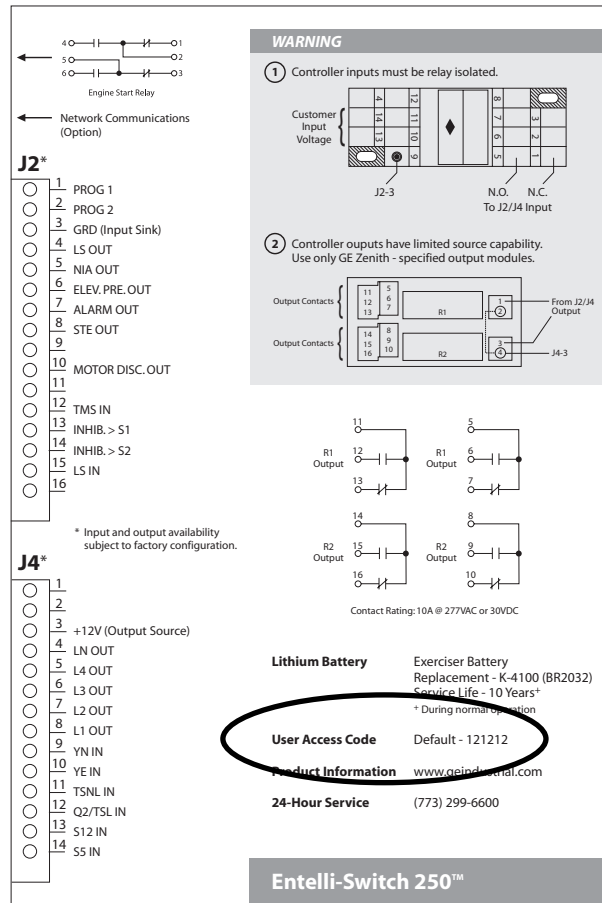 4
1
2
5
6
3
Engine Start Relay
Network Communications
(Option)
J2*
1 PROG 1
2 PROG 2
3 GRD (Input Sink)
4 LS OUT
5 NIA OUT
6 ELEV. PRE. OUT
7 ALARM OUT
8 STE OUT
9
10 MOTOR DISC. OUT
11
12 TMS IN
13 INHIB. > S1
14 INHIB. > S2
15 LS IN
16
* Input and output availability
subject to factory configuration.
J4*
1
2
3 +12V (Output Source)
4 LN OUT
5 L4 OUT
6 L3 OUT
7 L2 OUT
8 L1 OUT
9 YN IN
10 YE IN
11 TSNL IN
12 Q2/TSL IN
13 S12 IN
14 S5 IN
WARNING
1 Controller inputs must be relay isolated.
Customer
Input
Voltage
4 12 8
14 11 7 3
13 10 6 2
9 5 1
J2-3
N.O. N.C.
To J2/J4 Input
2 Controller ouputs have limited source capability.
Use only GE Zenith - specified output modules.
Output Contacts
11 5
12 6
13 7
R1
1
2
From J2/J4
Output
Output Contacts
14 8
15 9
16 10
R2
3
4
J4-3
11
R1
Output
12
13
5
R1
Output
6
7
14
R2
Output
15
16
8
R2
Output
9
10
Contact Rating: 10A @ 277VAC or 30VDC
Lithium Battery Exerciser Battery
Replacement - K-4100 (BR2032)
Service Life - 10 Years+
+ During normal operation
User Access Code Default - 121212
Product Information www.geindustrial.com
24-Hour Service (773) 299-6600
Entelli-Switch 250™